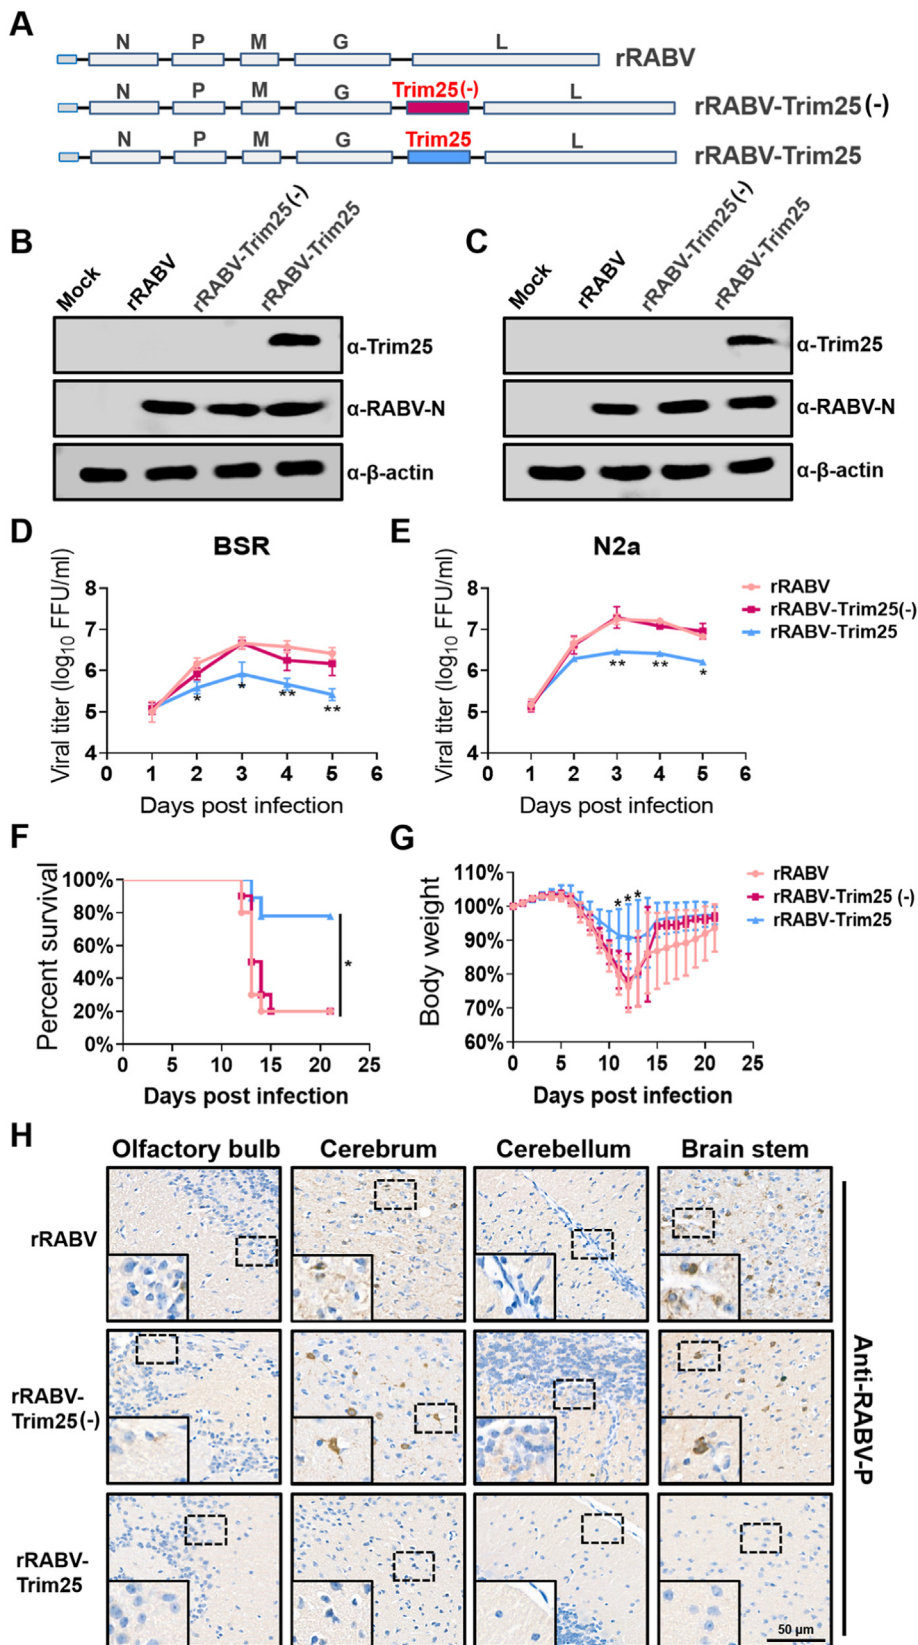 A
N P M G L
rRABV
N P M G Trim25(-) L
rRABV-Trim25(-)
N P M G Trim25 L
rRABV-Trim25
B
Mock
rRABV
rRABV-Trim25(-)
rRABV-Trim25
α-Trim25
α-RABV-N
α-β-actin
C
Mock
rRABV
rRABV-Trim25(-)
rRABV-Trim25
α-Trim25
α-RABV-N
α-β-actin
D
BSR
Viral titer (log10 FFU/ml)
8
7
6
5
4
* * ** **
0 1 2 3 4 5 6
Days post infection
E
N2a
Viral titer (log10 FFU/ml)
8
7
6
5
4
** ** *
0 1 2 3 4 5 6
Days post infection
rRABV
rRABV-Trim25(-)
rRABV-Trim25
F
Percent survival
100%
80%
60%
40%
20%
0%
*
0 5 10 15 20 25
Days post infection
G
Body weight
110%
100%
90%
80%
70%
60%
* * *
0 5 10 15 20 25
Days post infection
rRABV
rRABV-Trim25 (-)
rRABV-Trim25
H
Olfactory bulb Cerebrum Cerebellum Brain stem
rRABV
rRABV-
Trim25(-)
rRABV-
Trim25
Anti-RABV-P
50 µm